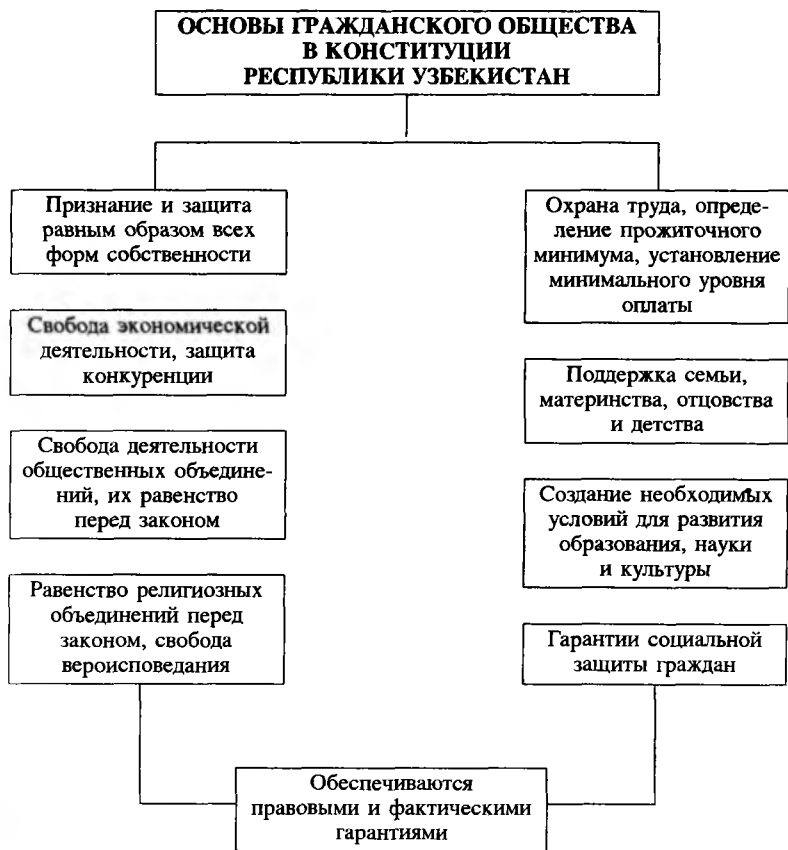 ОСНОВЫ ГРАЖДАНСКОГО ОБЩЕСТВА
В КОНСТИТУЦИИ
РЕСПУБЛИКИ УЗБЕКИСТАН
Признание и защита
равным образом всех
форм собственности
Свобода экономической
деятельности, защита
конкуренции
Свобода деятельности
общественных объедине-
ний, их равенство
перед законом
Равенство религиозных
объединений перед
законом, свобода
вероисповедания
Охрана труда, опреде-
ление прожиточного
минимума, установление
минимального уровня
оплаты
Поддержка семьи,
материнства, отцовства
и детства
Создание необходимых
условий для развития
образования, науки
и культуры
Гарантии социальной
защиты граждан
Обеспечиваются
правовыми и фактическими
гарантиями